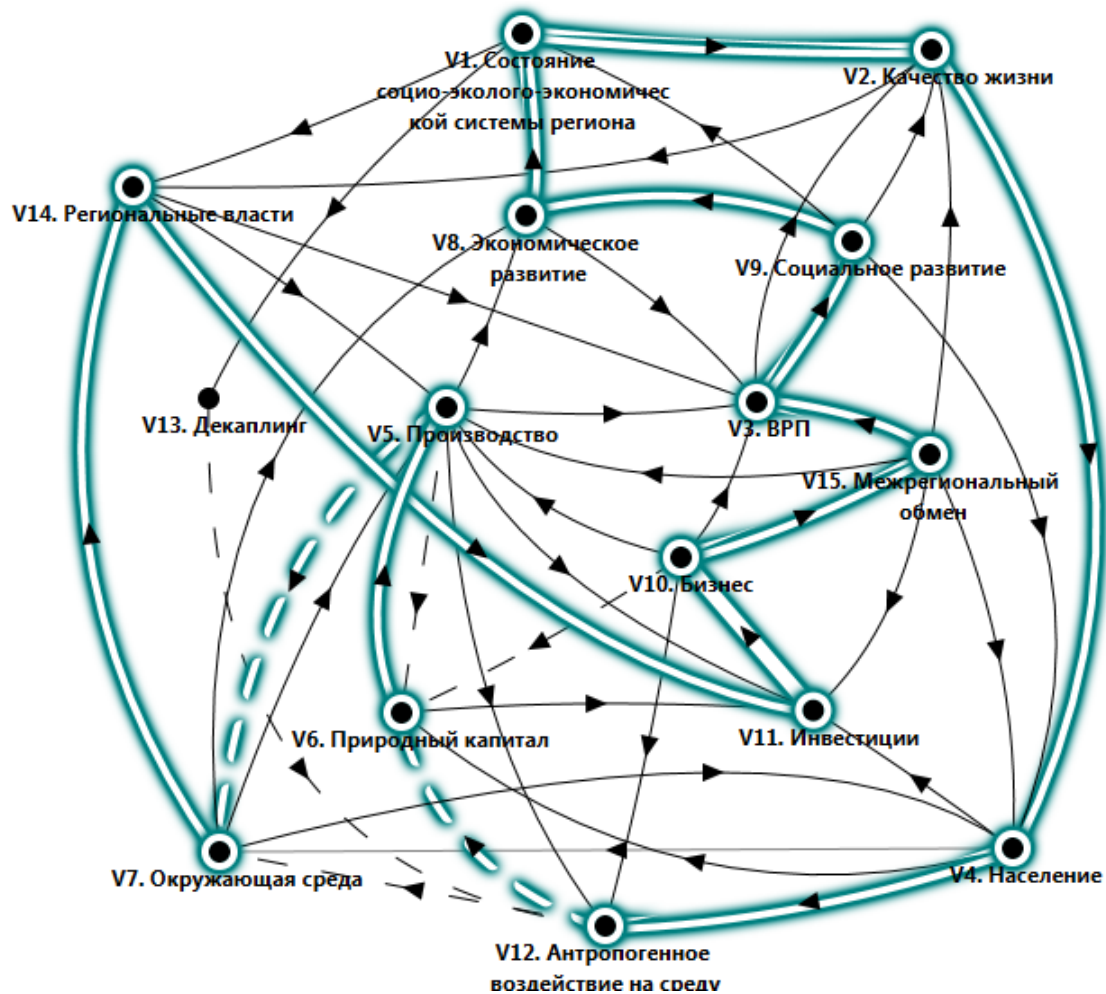 V1. Состояние
социо-эколого-экономичес
кой системы региона
V2. Качество жизни
V14. Региональные власти
V8. Экономическое
развитие
V9. Социальное развитие
V13. Декаплинг
V5. Производство
V3. ВРП
V15. Межрегиональный
обмен
V10. Бизнес
V6. Природный капитал
V11. Инвестиции
V7. Окружающая среда
V4. Население
V12. Антропогенное
воздействие на среду